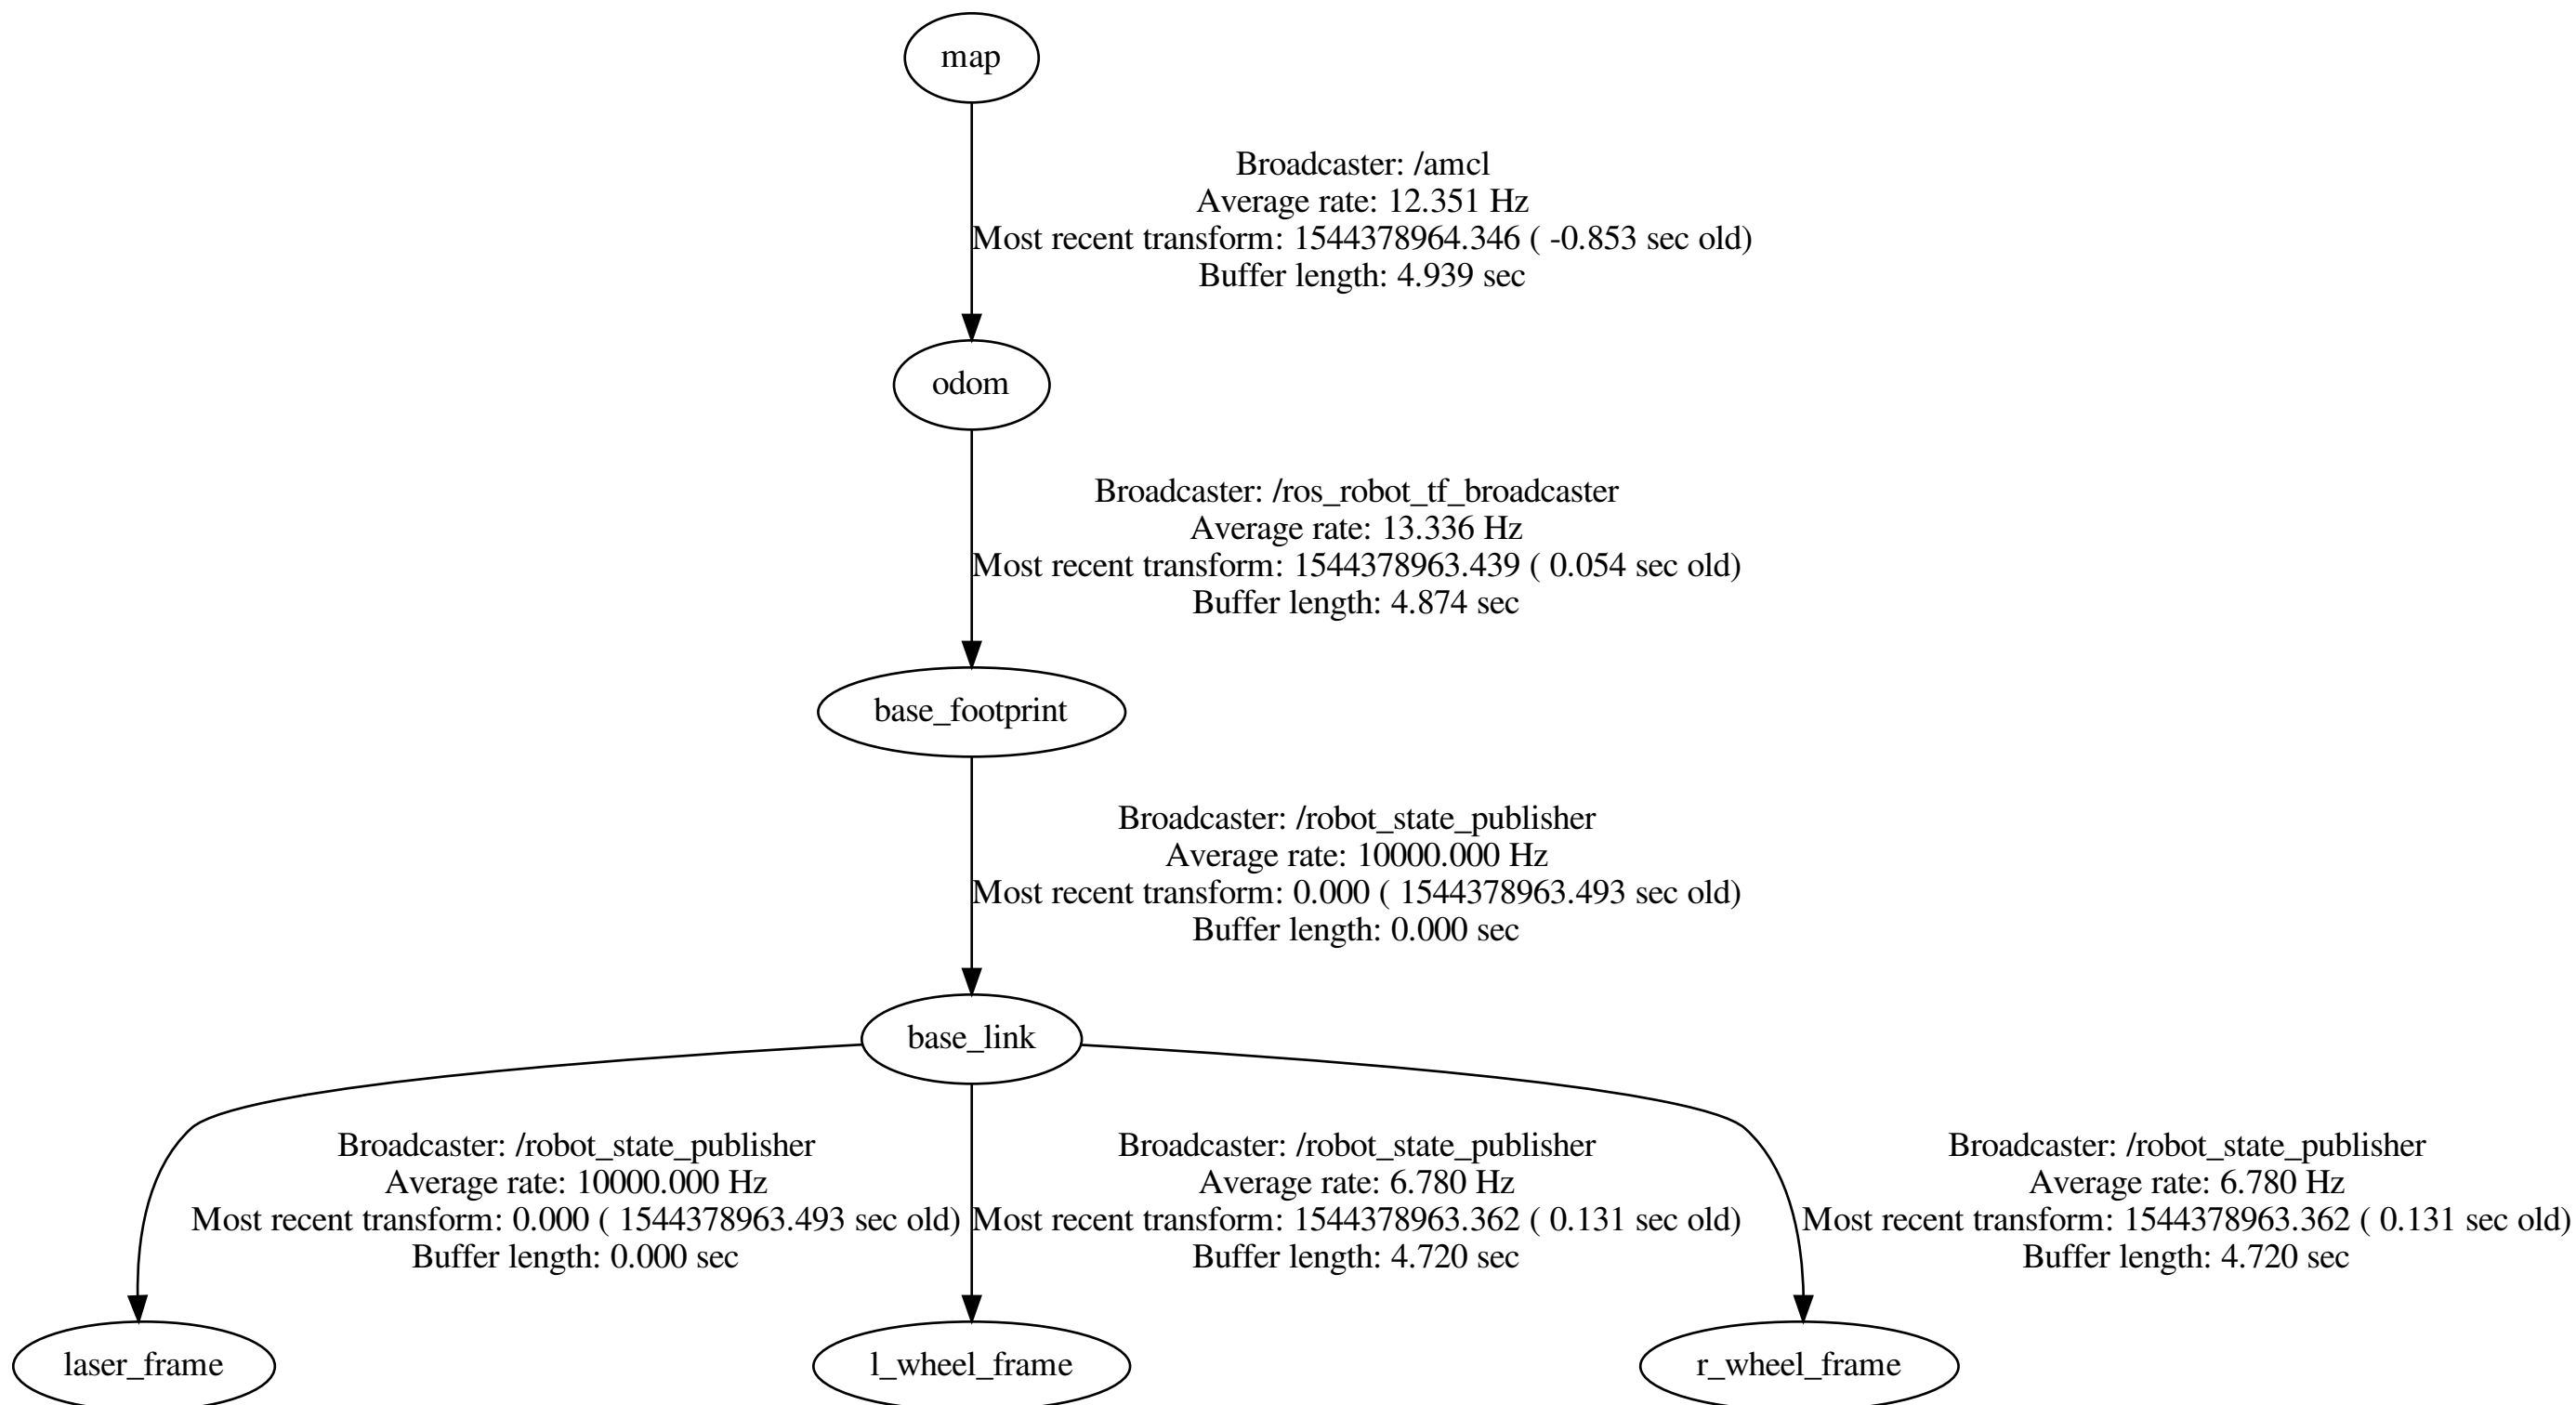 map
Broadcaster: /amcl
Average rate: 12.351 Hz
Most recent transform: 1544378964.346 ( -0.853 sec old)
Buffer length: 4.939 sec
odom
Broadcaster: /ros_robot_tf_broadcaster
Average rate: 13.336 Hz
Most recent transform: 1544378963.439 ( 0.054 sec old)
Buffer length: 4.874 sec
base_footprint
Broadcaster: /robot_state_publisher
Average rate: 10000.000 Hz
Most recent transform: 0.000 ( 1544378963.493 sec old)
Buffer length: 0.000 sec
base_link
Broadcaster: /robot_state_publisher
Average rate: 10000.000 Hz
Most recent transform: 0.000 ( 1544378963.493 sec old)
Buffer length: 0.000 sec
Broadcaster: /robot_state_publisher
Average rate: 6.780 Hz
Most recent transform: 1544378963.362 ( 0.131 sec old)
Buffer length: 4.720 sec
Broadcaster: /robot_state_publisher
Average rate: 6.780 Hz
Most recent transform: 1544378963.362 ( 0.131 sec old)
Buffer length: 4.720 sec
laser_frame
l_wheel_frame
r_wheel_frame